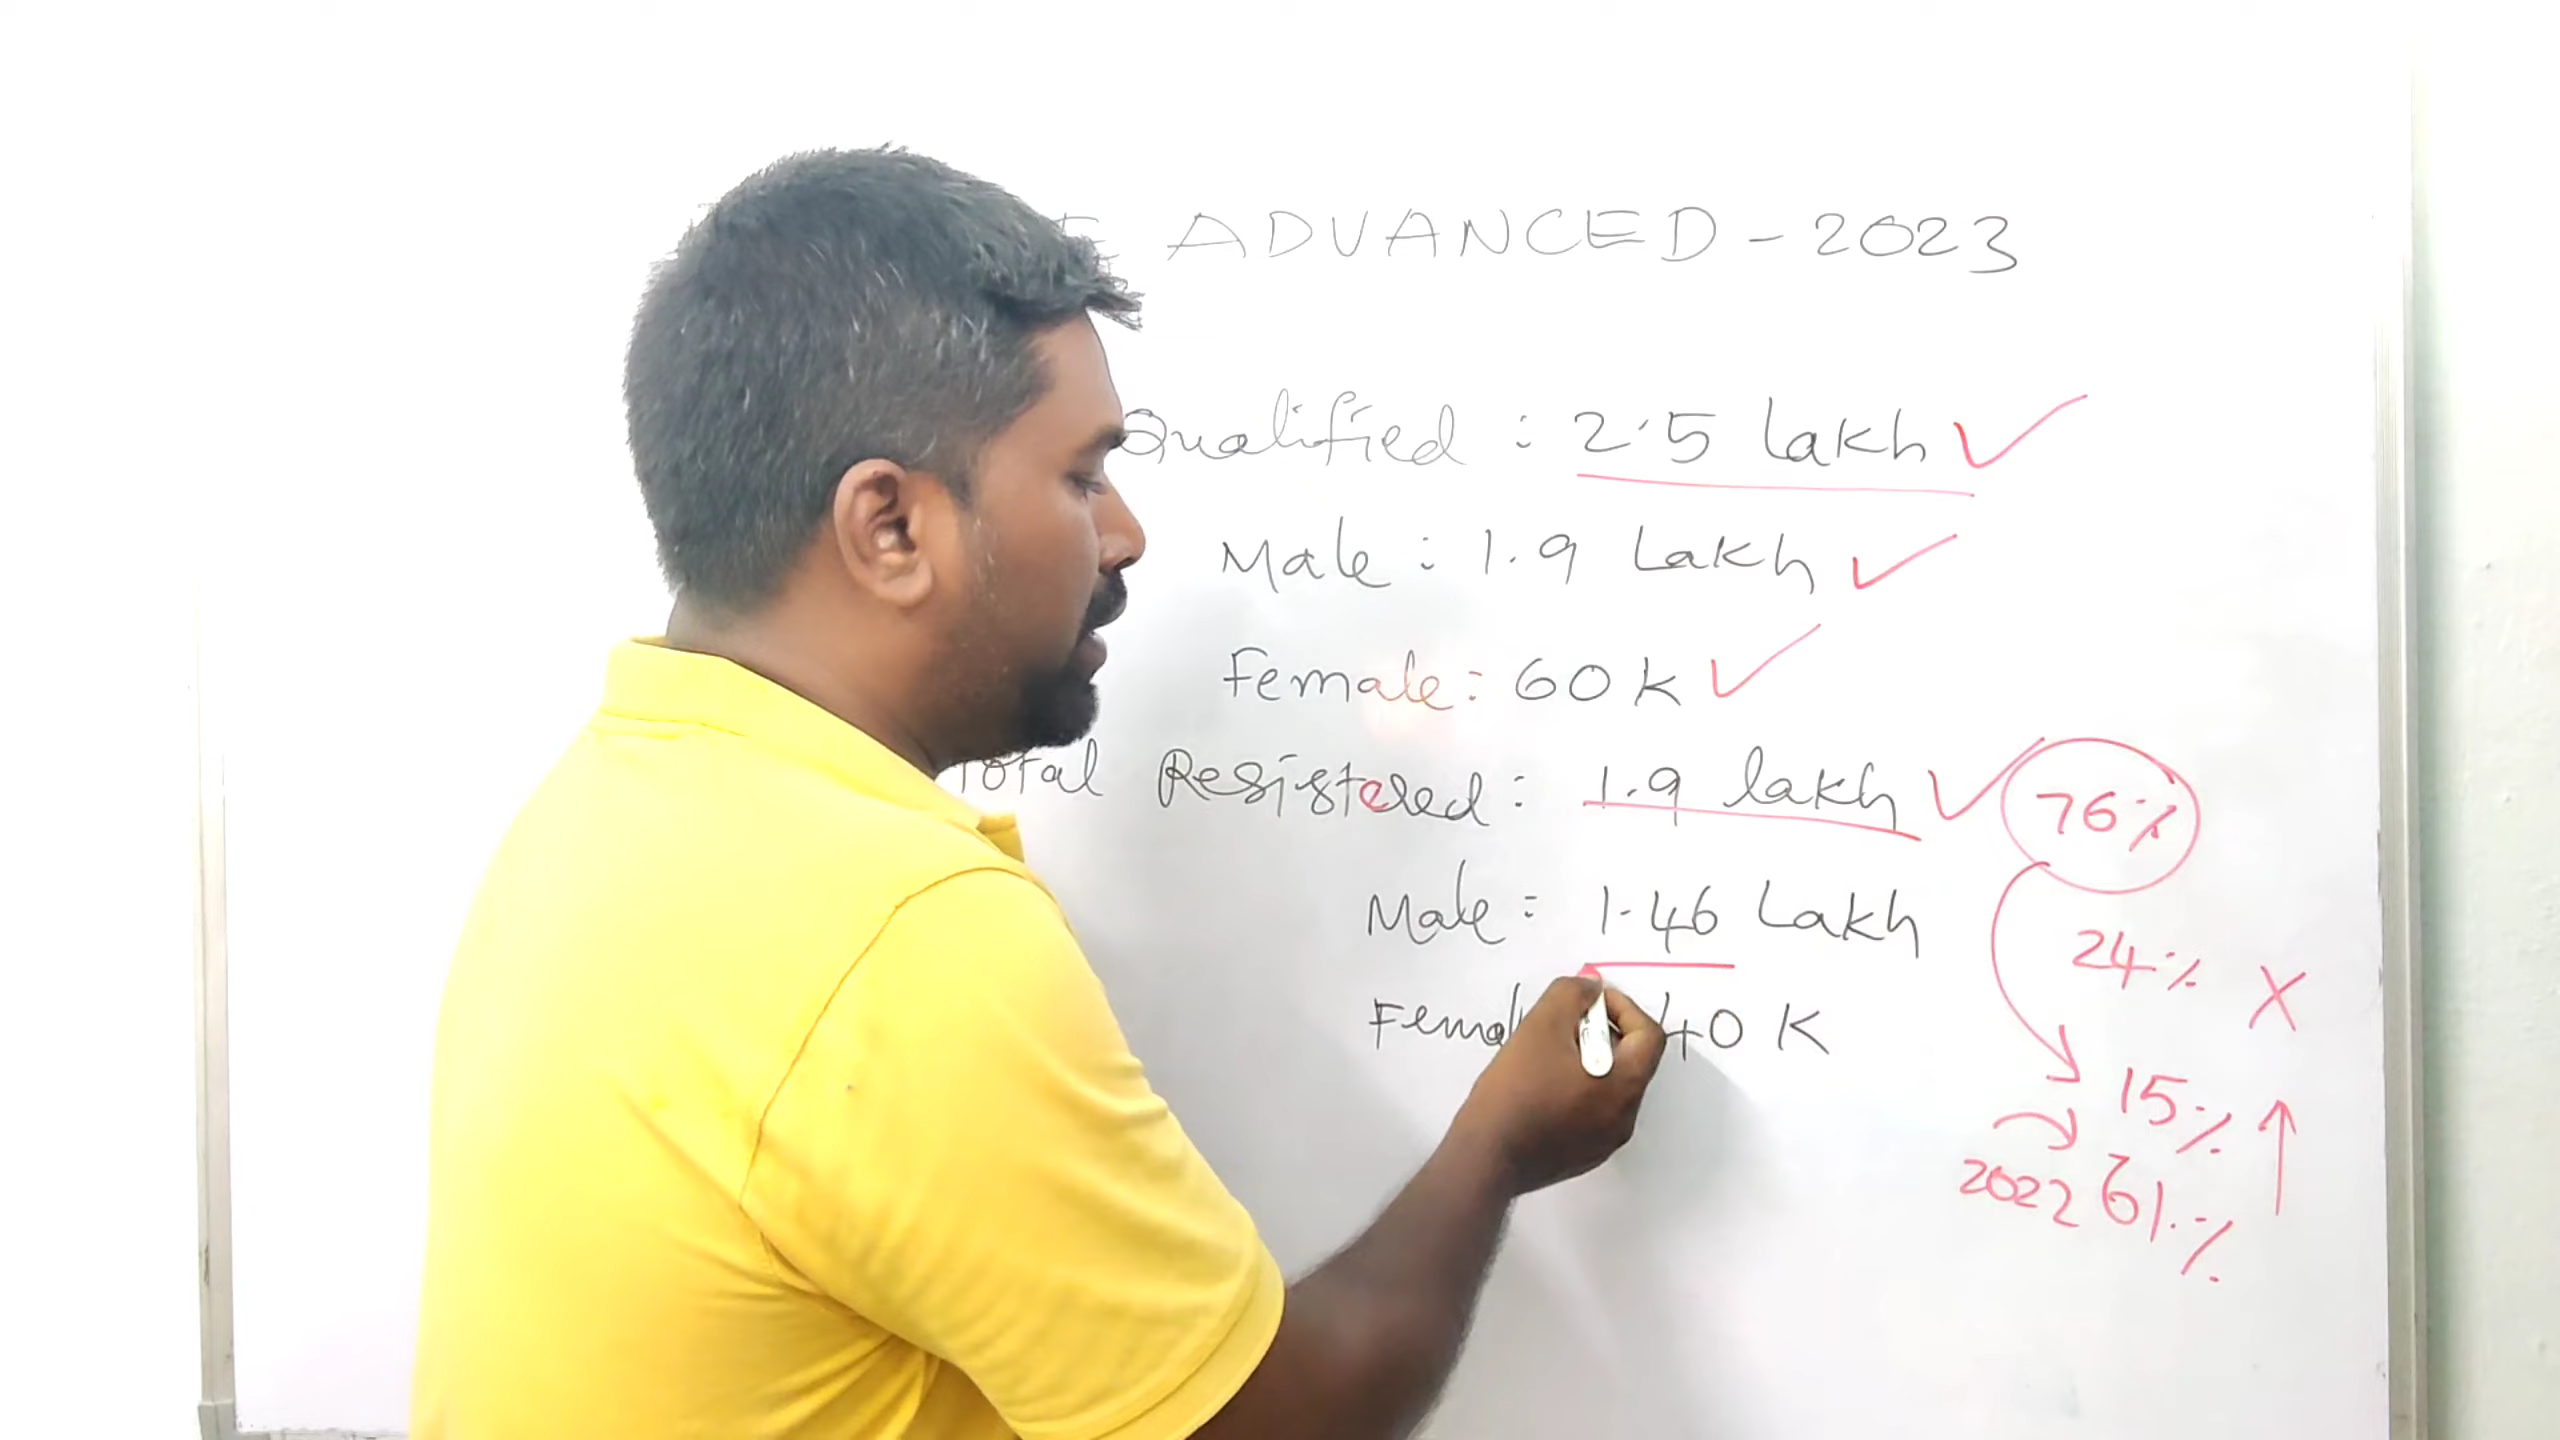 ADVANCED - 2023
Qualified : 2.5 lakh
Male : 1.9 Lakh
Female : 60 K
Total Registered : 1.9 lakh
76%
Male : 1.46 Lakh
24%
40 K
15%
2022 61%